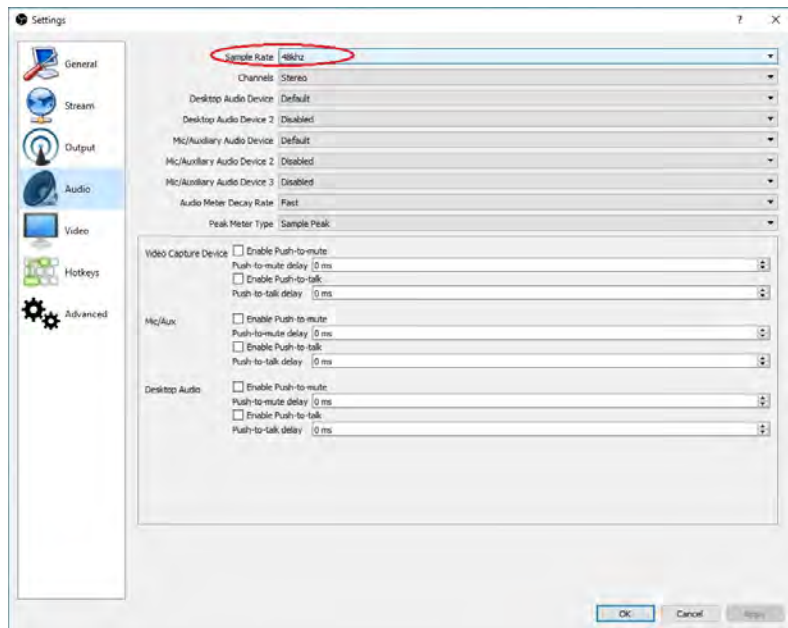 Settings
? X
General
Stream
Output
Audio
Video
Hotkeys
Advanced
Sample Rate 48khz
Channels Stereo
Desktop Audio Device Default
Desktop Audio Device 2 Disabled
Mic/Auxiliary Audio Device Default
Mic/Auxiliary Audio Device 2 Disabled
Mic/Auxiliary Audio Device 3 Disabled
Audio Meter Decay Rate Fast
Peak Meter Type Sample Peak
Video Capture Device Enable Push-to-mute
Push-to-mute delay 0 ms
Enable Push-to-talk
Push-to-talk delay 0 ms
Mic/Aux Enable Push-to-mute
Push-to-mute delay 0 ms
Enable Push-to-talk
Push-to-talk delay 0 ms
Desktop Audio Enable Push-to-mute
Push-to-mute delay 0 ms
Enable Push-to-talk
Push-to-talk delay 0 ms
OK Cancel Apply